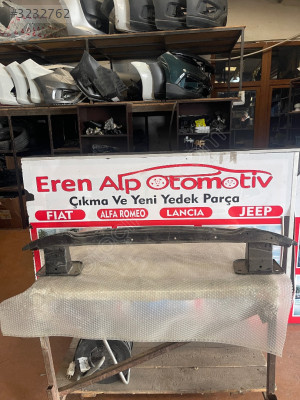 #3232762
Eren Alp Otomotiv
Çıkma Ve Yeni Yedek Parça
FIAT ALFA ROMEO LANCIA JEEP